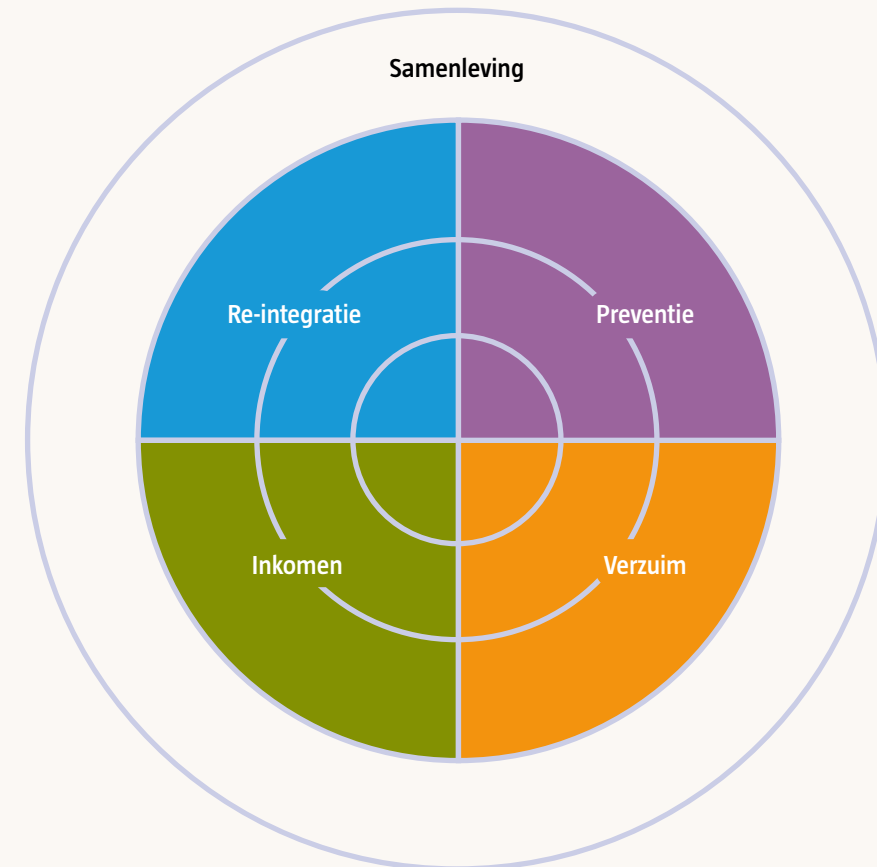 Samenleving
Re-integratie
Preventie
Inkomen
Verzuim